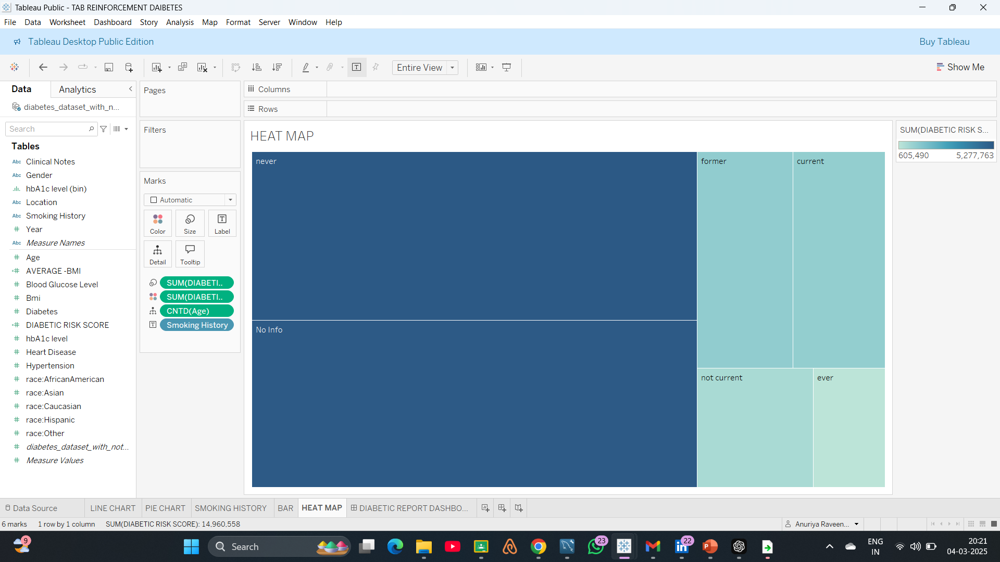 Tableau Public - TAB REINFORCEMENT DAIBETES
File Data Worksheet Dashboard Story Analysis Map Format Server Window Help
Tableau Desktop Public Edition
Buy Tableau
Entire View
Show Me
Data
Analytics
diabetes_dataset_with_n...
Search
Tables
Abc Clinical Notes
Abc Gender
hbA1c level (bin)
Abc Location
Abc Smoking History
# Year
Abc Measure Names
# Age
=# AVERAGE -BMI
# Blood Glucose Level
# Bmi
# Diabetes
=# DIABETIC RISK SCORE
# hbA1c level
# Heart Disease
# Hypertension
# race:AfricanAmerican
# race:Asian
# race:Caucasian
# race:Hispanic
# race:Other
# diabetes_dataset_with_not...
# Measure Values
Pages
Filters
Marks
Automatic
Color
Size
Label
Detail
Tooltip
SUM(DIABETI..
SUM(DIABETI..
CNTD(Age)
Smoking History
Columns
Rows
HEAT MAP
never
former
current
No Info
not current
ever
SUM(DIABETIC RISK S...
605,490 5,277,763
Data Source
LINE CHART
PIE CHART
SMOKING HISTORY
BAR
HEAT MAP
DIABETIC REPORT DASHBO...
6 marks 1 row by 1 column SUM(DIABETIC RISK SCORE): 14,960,558
Anuriya Raveen...
9
Search
23
22
ENG
IN
20:21
04-03-2025